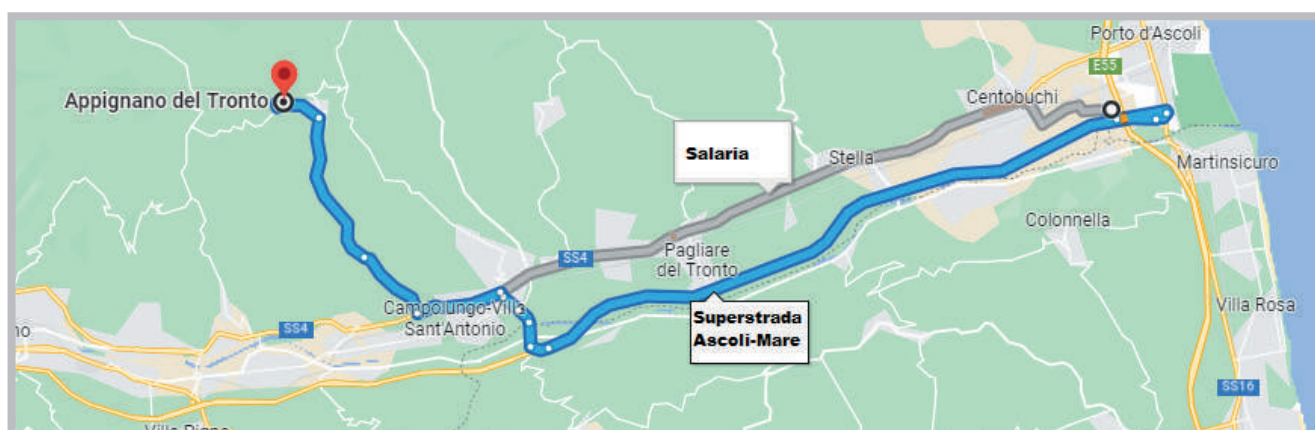 Porto d'Ascoli
E55
Appignano del Tronto
Centobuchi
Salaria
Stella
Martinsicuro
Colonnella
SS4
Pagliare
del Tronto
Campolungo-Villa
Sant'Antonio
Villa Rosa
SS4
Superstrada
Ascoli-Mare
SS16